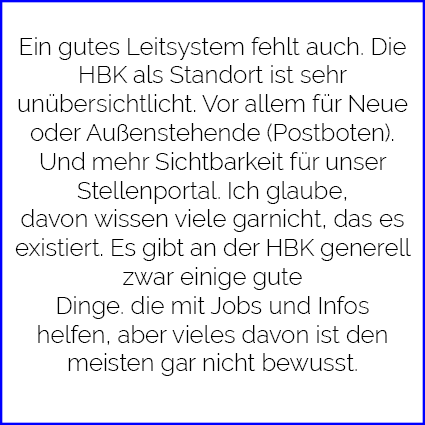 Ein gutes Leitsystem fehlt auch. Die
HBK als Standort ist sehr
unübersichtlicht. Vor allem für Neue
oder Außenstehende (Postboten).
Und mehr Sichtbarkeit für unser
Stellenportal. Ich glaube,
davon wissen viele garnicht, das es
existiert. Es gibt an der HBK generell
zwar einige gute
Dinge. die mit Jobs und Infos
helfen, aber vieles davon ist den
meisten gar nicht bewusst.